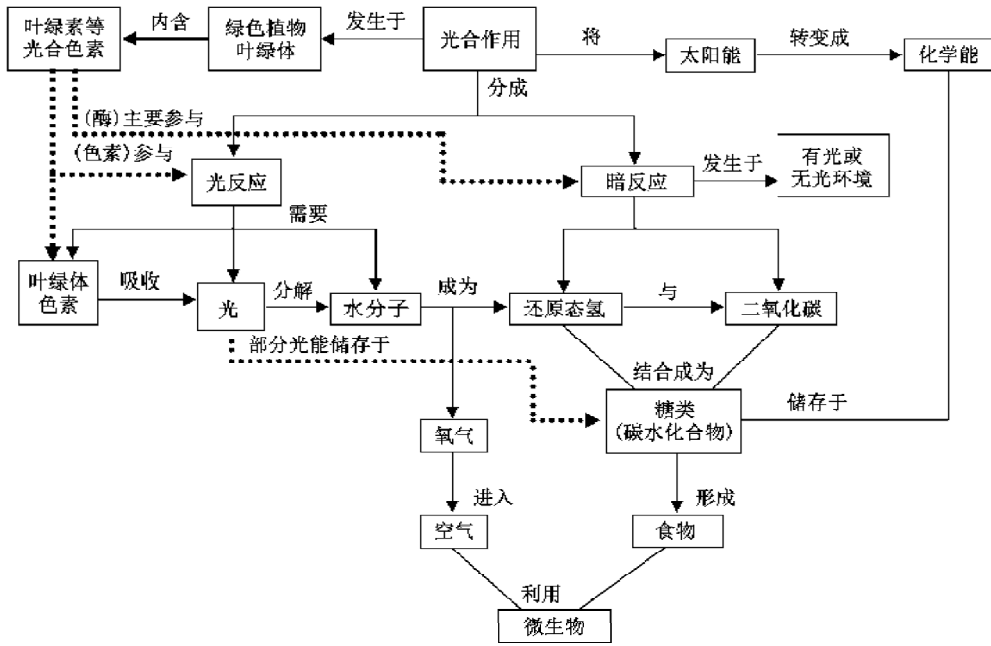 叶绿素等
光合色素
内含
绿色植物
叶绿体
发生于
光合作用
将
太阳能
转变成
化学能
分成
(酶)主要参与
(色素)参与
光反应
暗反应
发生于
有光或
无光环境
需要
叶绿体
色素
吸收
光
分解
水分子
成为
还原态氢
与
二氧化碳
部分光能储存于
结合成为
糖类
(碳水化合物)
储存于
氧气
进入
形成
空气
食物
利用
微生物